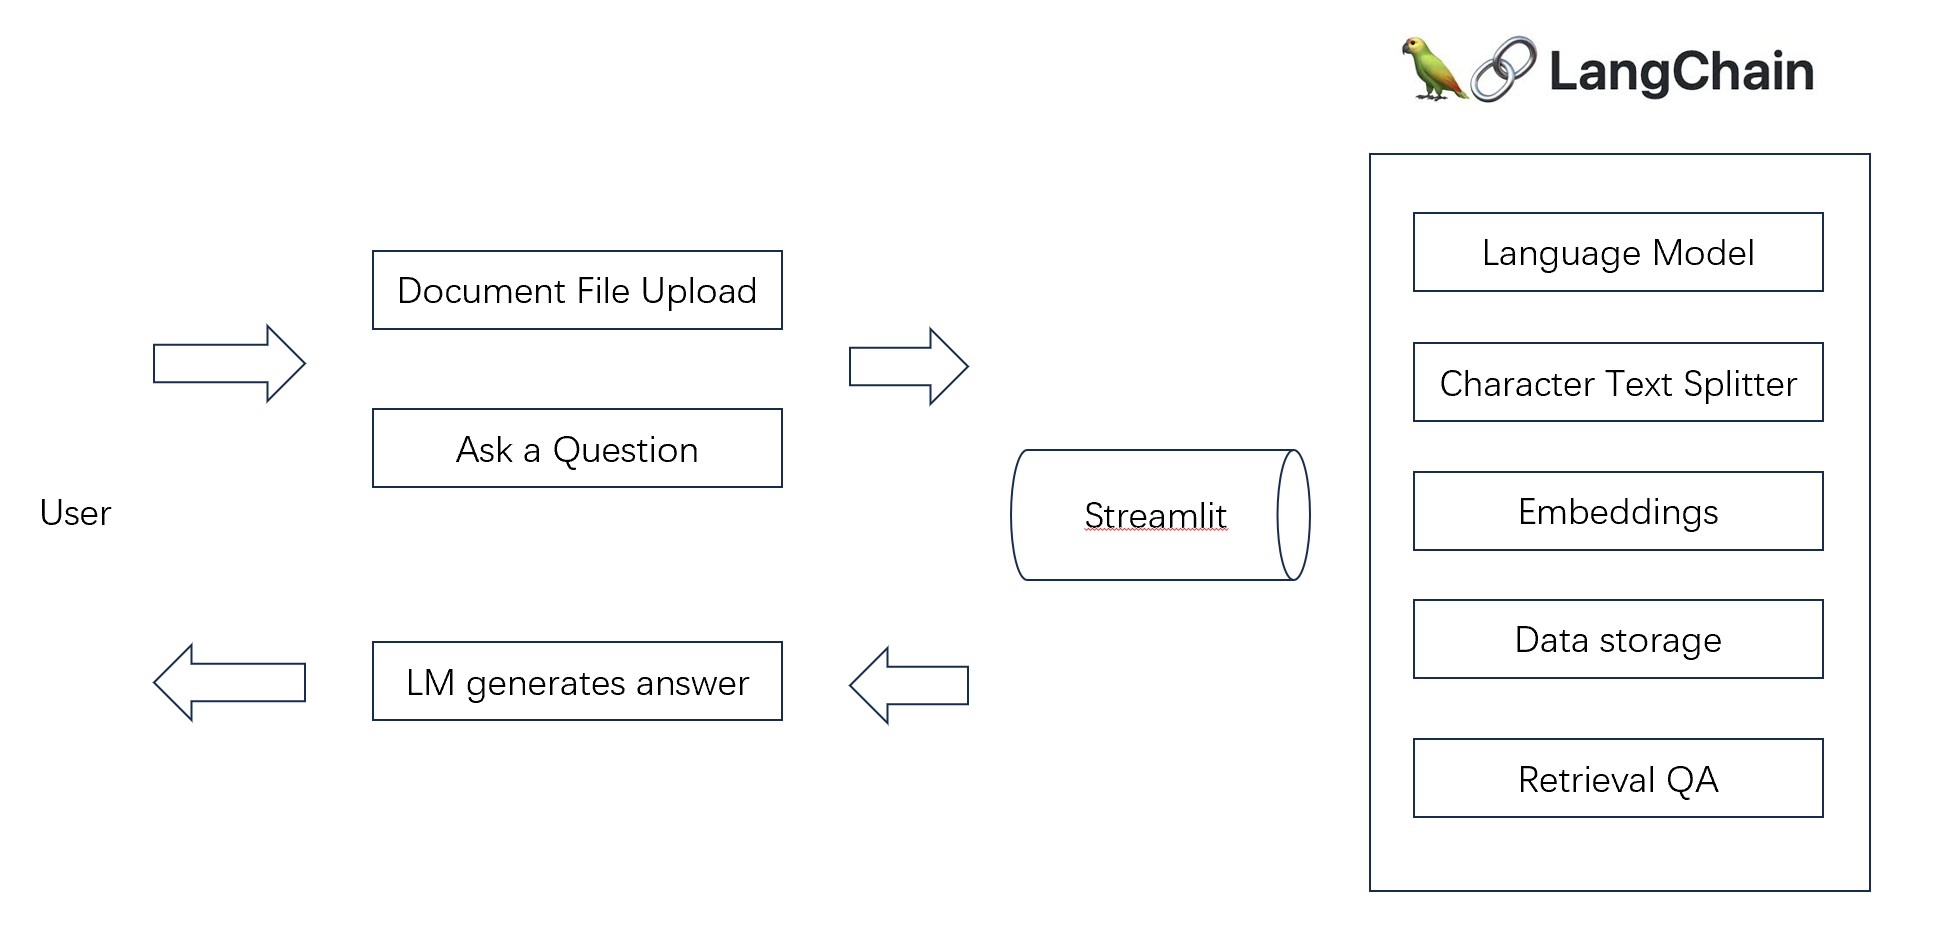 LangChain
Language Model
Document File Upload
Character Text Splitter
Ask a Question
User
Streamlit
Embeddings
Data storage
LM generates answer
Retrieval QA